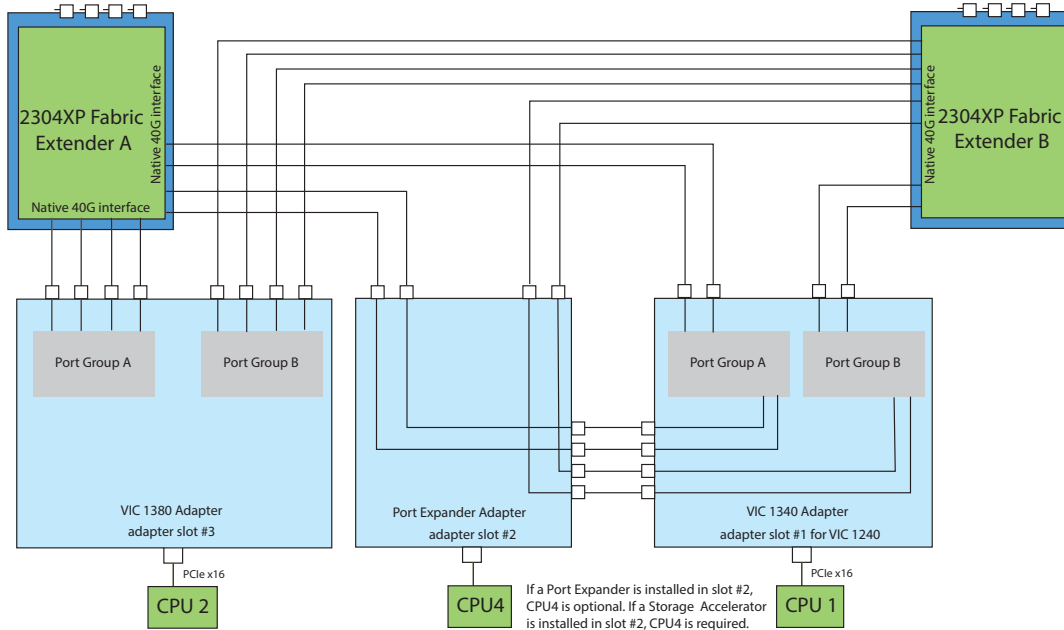 2304XP Fabric
Extender A
Native 40G interface
Native 40G interface
2304XP Fabric
Extender B
Native 40G interface
Port Group A
Port Group B
Port Group A
Port Group B
VIC 1380 Adapter
adapter slot #3
Port Expander Adapter
adapter slot #2
VIC 1340 Adapter
adapter slot #1 for VIC 1240
PCIe x16
PCIe x16
CPU 2
CPU4
If a Port Expander is installed in slot #2,
CPU4 is optional. If a Storage Accelerator
is installed in slot #2, CPU4 is required.
CPU 1